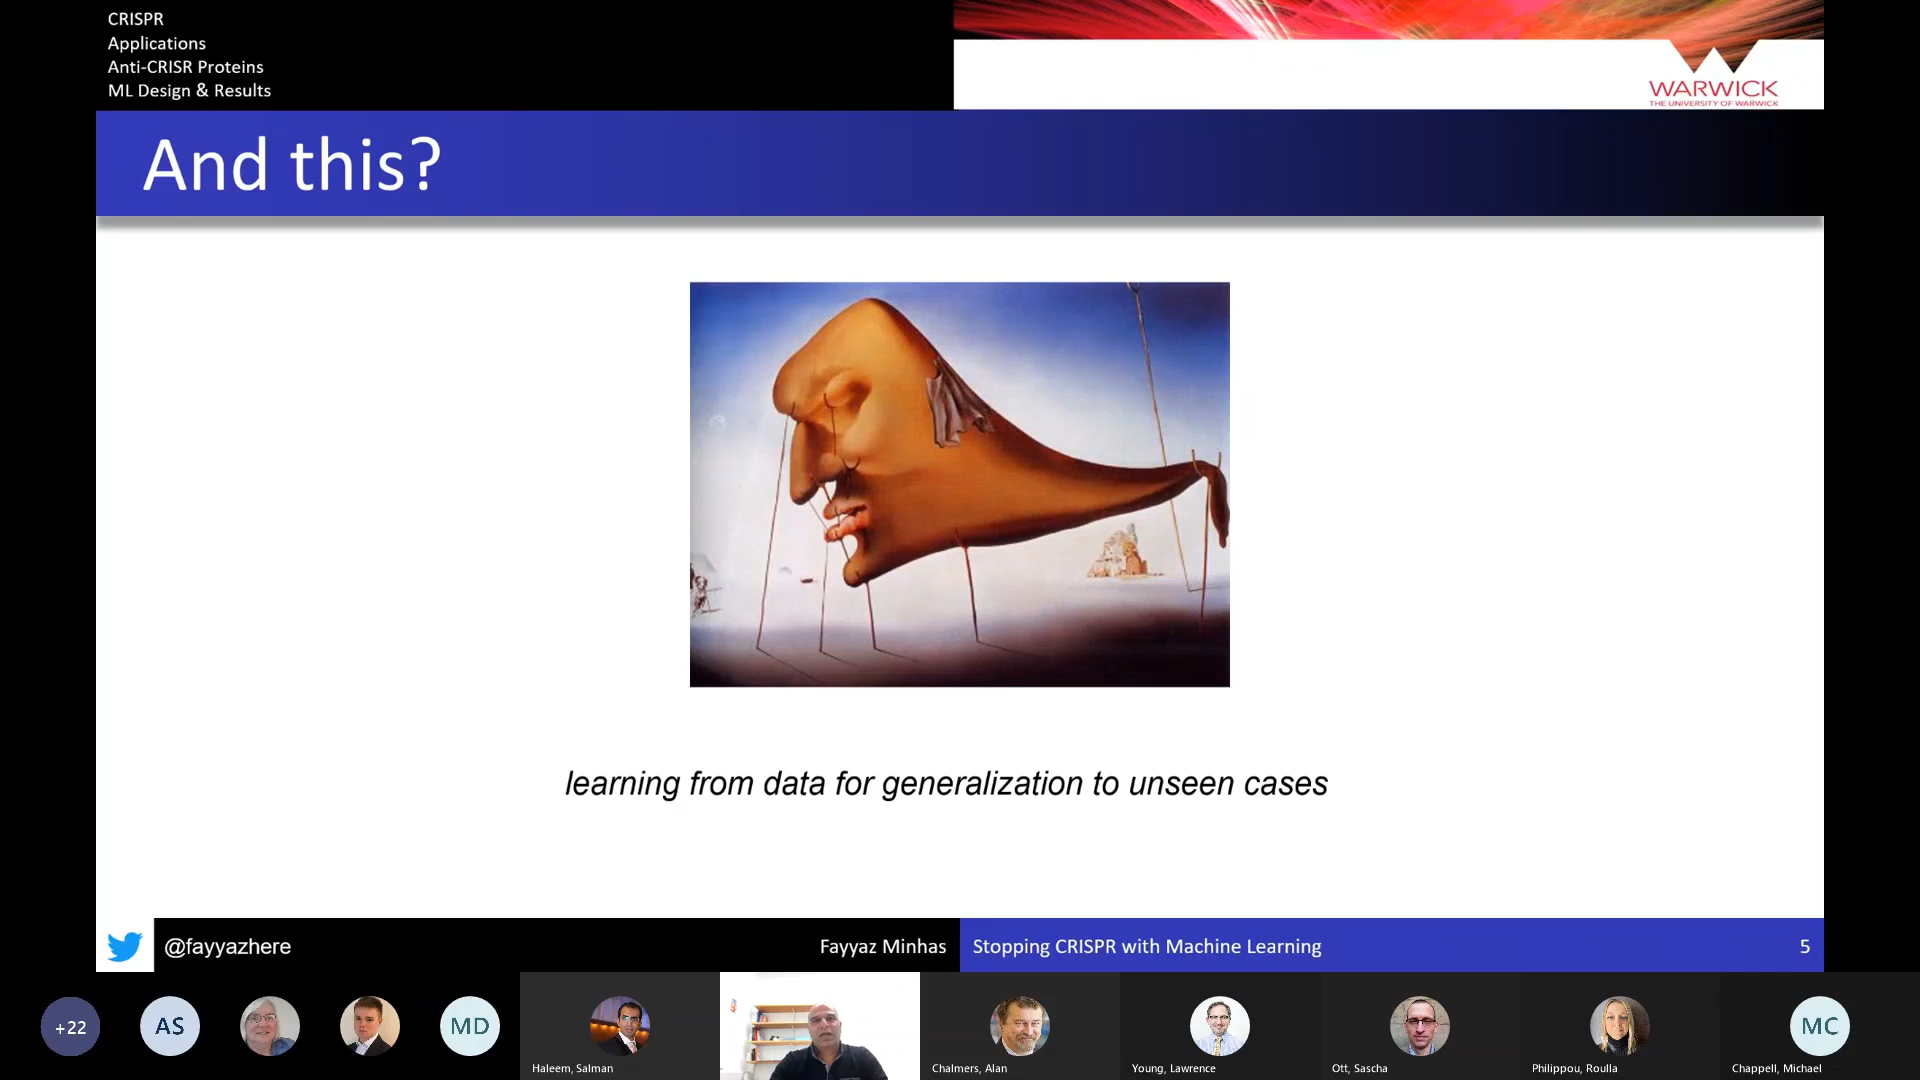 CRISPR
Applications
Anti-CRISR Proteins
ML Design & Results
WARWICK
THE UNIVERSITY OF WARWICK
And this?
learning from data for generalization to unseen cases
@fayyazhere
Fayyaz Minhas
Stopping CRISPR with Machine Learning
5
+22
AS
MD
Haleem, Salman
Chalmers, Alan
Young, Lawrence
Ott, Sascha
Philippou, Roulla
MC
Chappell, Michael